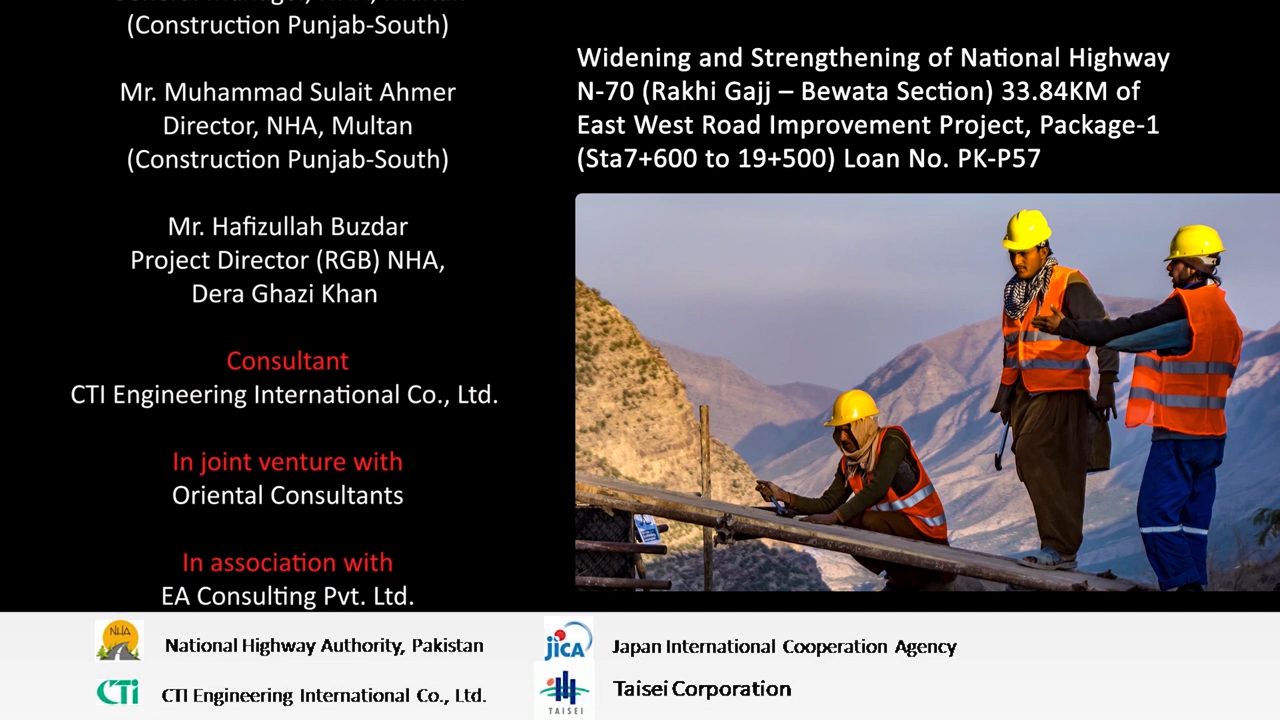 (Construction Punjab-South)
Mr. Muhammad Sulait Ahmer
Director, NHA, Multan
(Construction Punjab-South)
Mr. Hafizullah Buzdar
Project Director (RGB) NHA,
Dera Ghazi Khan
Consultant
CTI Engineering International Co., Ltd.
In joint venture with
Oriental Consultants
In association with
EA Consulting Pvt. Ltd.
Widening and Strengthening of National Highway
N-70 (Rakhi Gajj – Bewata Section) 33.84KM of
East West Road Improvement Project, Package-1
(Sta7+600 to 19+500) Loan No. PK-P57
NHA
National Highway Authority, Pakistan
jICA
Japan International Cooperation Agency
CTi
CTI Engineering International Co., Ltd.
TAISEI
Taisei Corporation